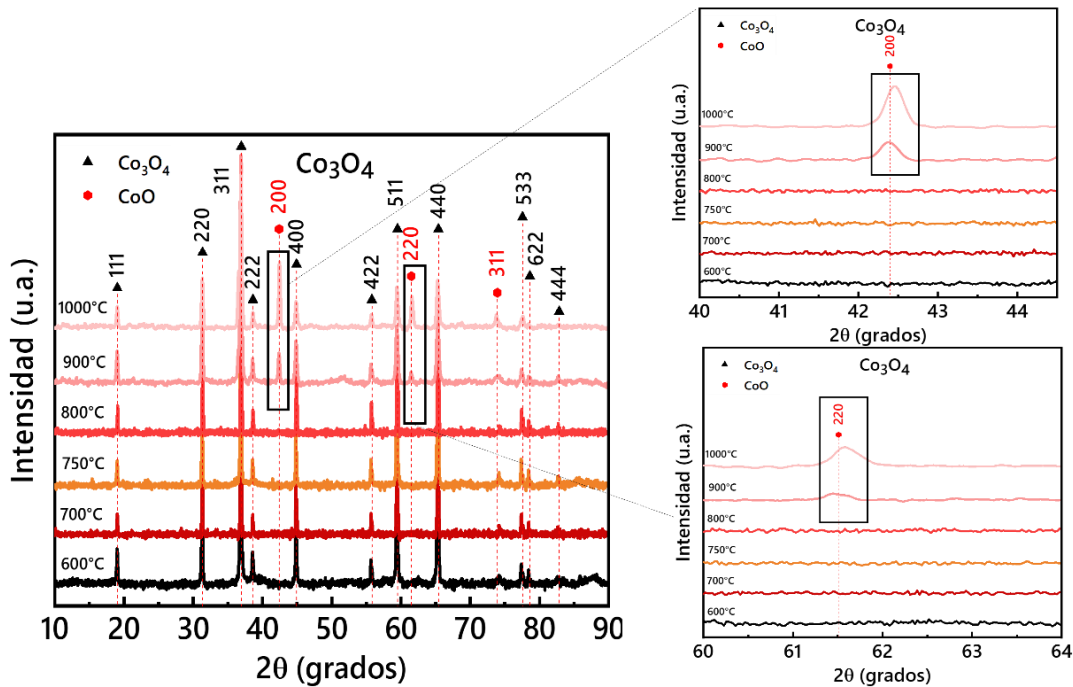 Co₃O₄
CoO
Co₃O₄
111
220
311
222
200
400
422
511
220
440
311
533
622
444
1000°C
900°C
800°C
750°C
700°C
600°C
Intensidad (u.a.)
10 20 30 40 50 60 70 80 90
2θ (grados)
Co₃O₄
CoO
Co₃O₄
200
1000°C
900°C
800°C
750°C
700°C
600°C
Intensidad (u.a.)
40 41 42 43 44
2θ (grados)
Co₃O₄
CoO
Co₃O₄
220
1000°C
900°C
800°C
750°C
700°C
600°C
Intensidad (u.a.)
60 61 62 63 64
2θ (grados)